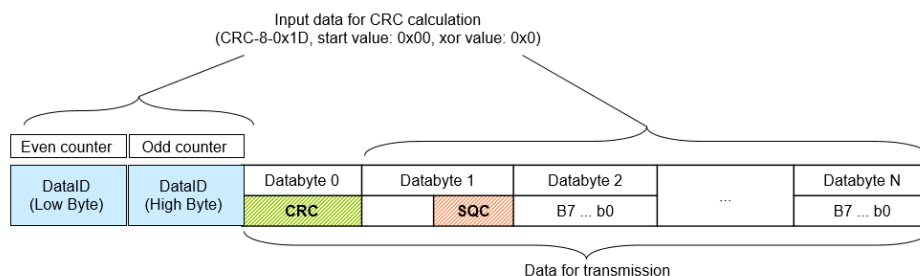 Input data for CRC calculation
(CRC-8-0x1D, start value: 0x00, xor value: 0x0)
Even counter Odd counter
DataID DataID Databyte 0 Databyte 1 Databyte 2 ... Databyte N
(Low Byte) (High Byte) CRC SQC B7 ... b0 B7 ... b0
Data for transmission